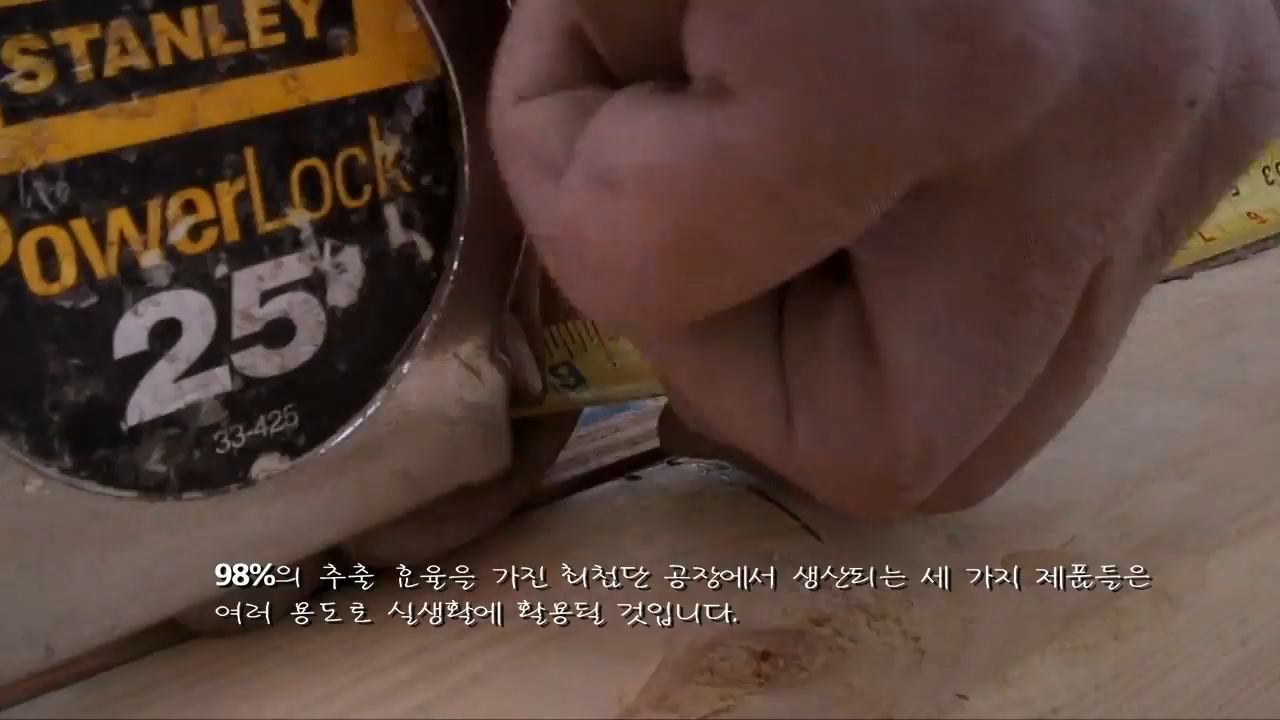 STANLEY
PowerLock
25'
33-425
6
98%의 추출 효율을 가진 최첨단 공장에서 생산되는 세 가지 제품들은
여러 용도로 실생활에 활용될 것입니다.